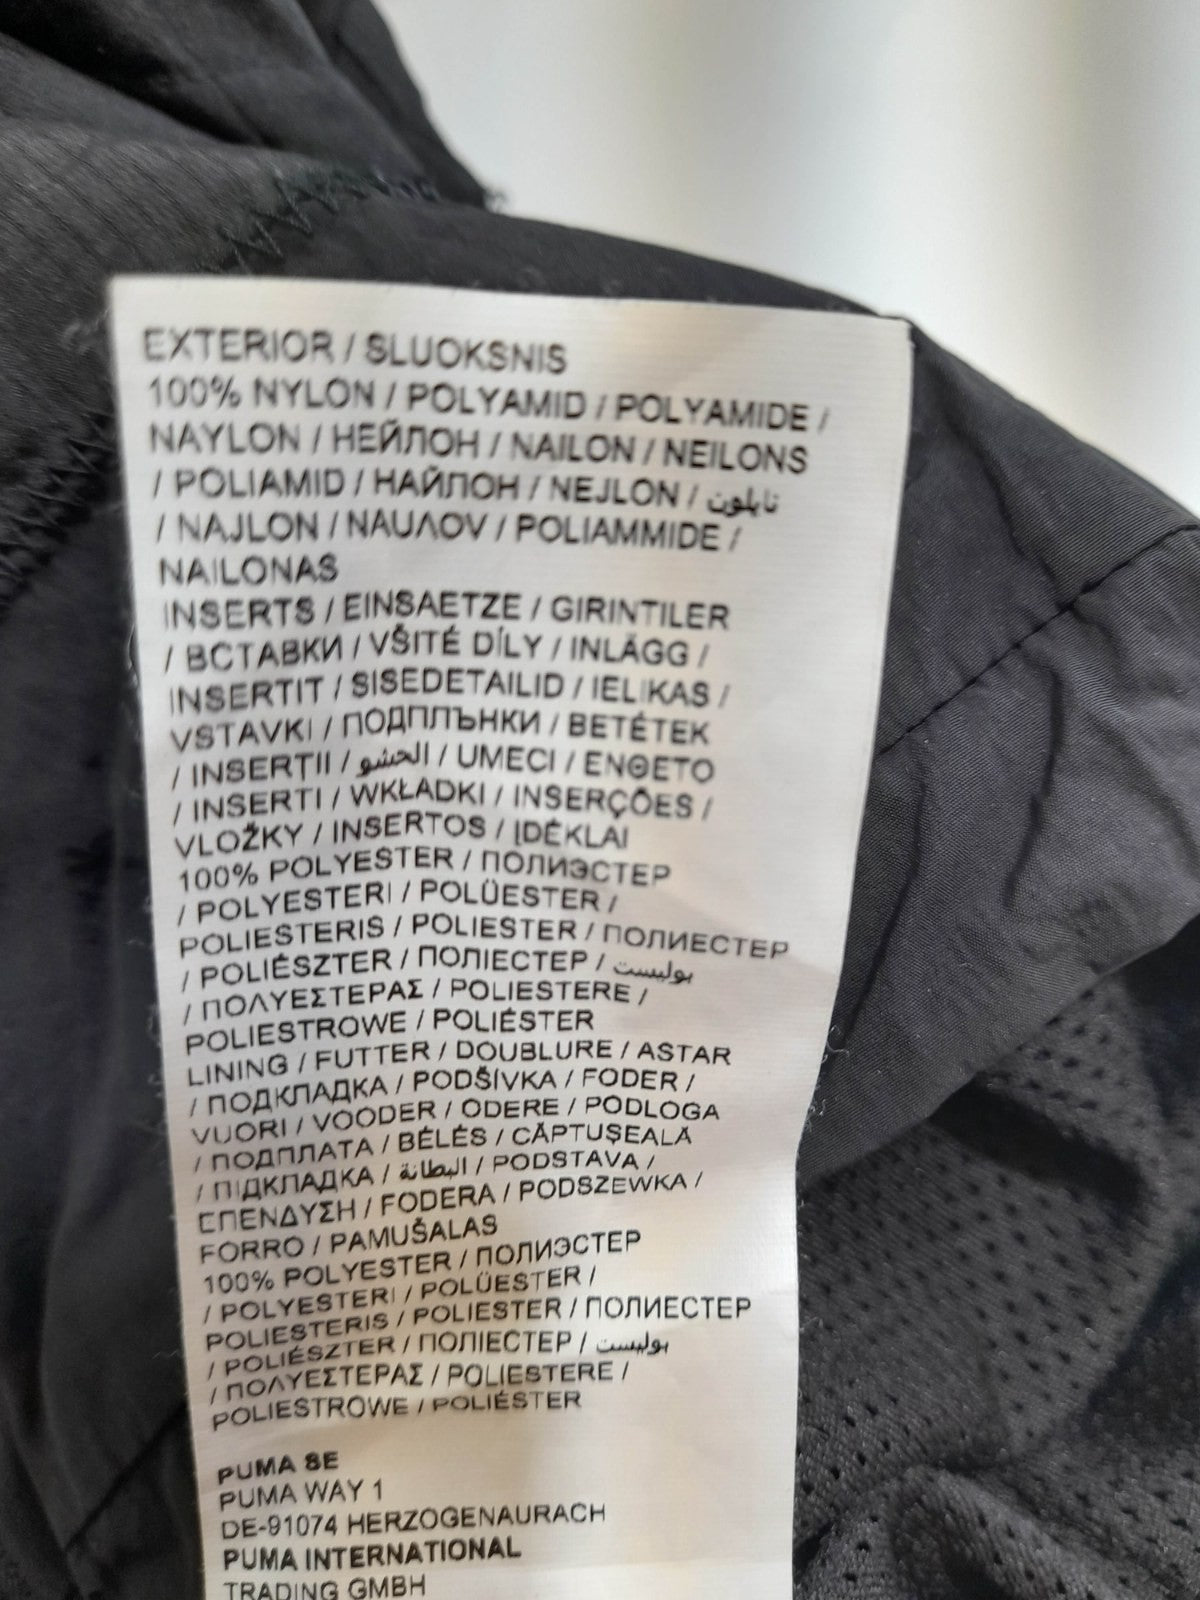 EXTERIOR / SLUOKSNIS
100% NYLON / POLYAMID / POLYAMIDE /
NAYLON / НЕЙЛОН / NAILON / NEILONS
/ POLIAMID / НАЙЛОН / NEJLON / نايلون
/ NAJLON / ΝΑΥΛΟV / POLIAMMIDE /
NAILONAS
INSERTS / EINSAETZE / GIRINTILER
/ ВСТАВКИ / VŠITÉ DÍLY / INLÄGG /
INSERTIT / SISEDETAILID / IELIKAS /
VSTAVKI / ПОДПЛЪНКИ / BETÉTEK
/ INSERȚII / الحشو / UMECI / ΕΝΘΕΤΟ
/ INSERTI / WKŁADKI / INSERÇÕES /
VLOŽKY / INSERTOS / ĮDĖKLAI
100% POLYESTER / ПОЛИЭСТЕР
/ POLYESTERI / POLÜESTER /
POLIESTERIS / POLIESTER / ПОЛИЕСТЕР
/ POLIÉSZTER / ПОЛІЕСТЕР / بوليست
/ ΠΟΛΥΕΣΤΕΡΑΣ / POLIESTERE /
POLIESTROWE / POLIÉSTER
LINING / FUTTER / DOUBLURE / ASTAR
/ ПОДКЛАДКА / PODŠÍVKA / FODER /
VUORI / VOODER / ODERE / PODLOGA
/ ПОДПЛАТА / BÉLÉS / CĂPTUȘEALĂ
/ ПІДКЛАДКА / البطانة / PODSTAVA /
ΕΠΕΝΔΥΣΗ / FODERA / PODSZEWKA /
FORRO / PAMUŠALAS
100% POLYESTER / ПОЛИЭСТЕР
/ POLYESTERI / POLÜESTER /
POLIESTERIS / POLIESTER / ПОЛИЕСТЕР
/ POLIÉSZTER / ПОЛІЕСТЕР / بوليست
/ ΠΟΛΥΕΣΤΕΡΑΣ / POLIESTERE /
POLIESTROWE / POLIÉSTER
PUMA SE
PUMA WAY 1
DE-91074 HERZOGENAURACH
PUMA INTERNATIONAL
TRADING GMBH